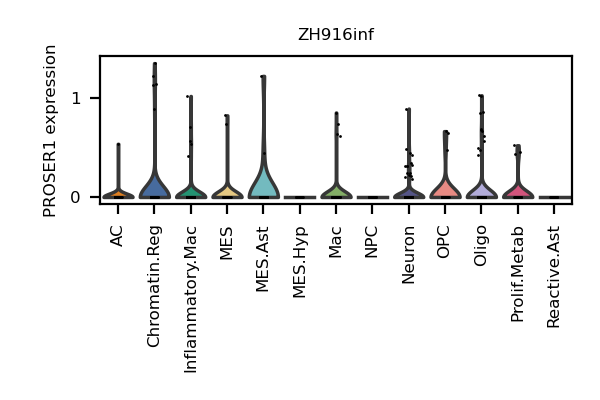 ZH916inf
PROSER1 expression
1
0
AC
Chromatin.Reg
Inflammatory.Mac
MES
MES.Ast
MES.Hyp
Mac
NPC
Neuron
OPC
Oligo
Prolif.Metab
Reactive.Ast